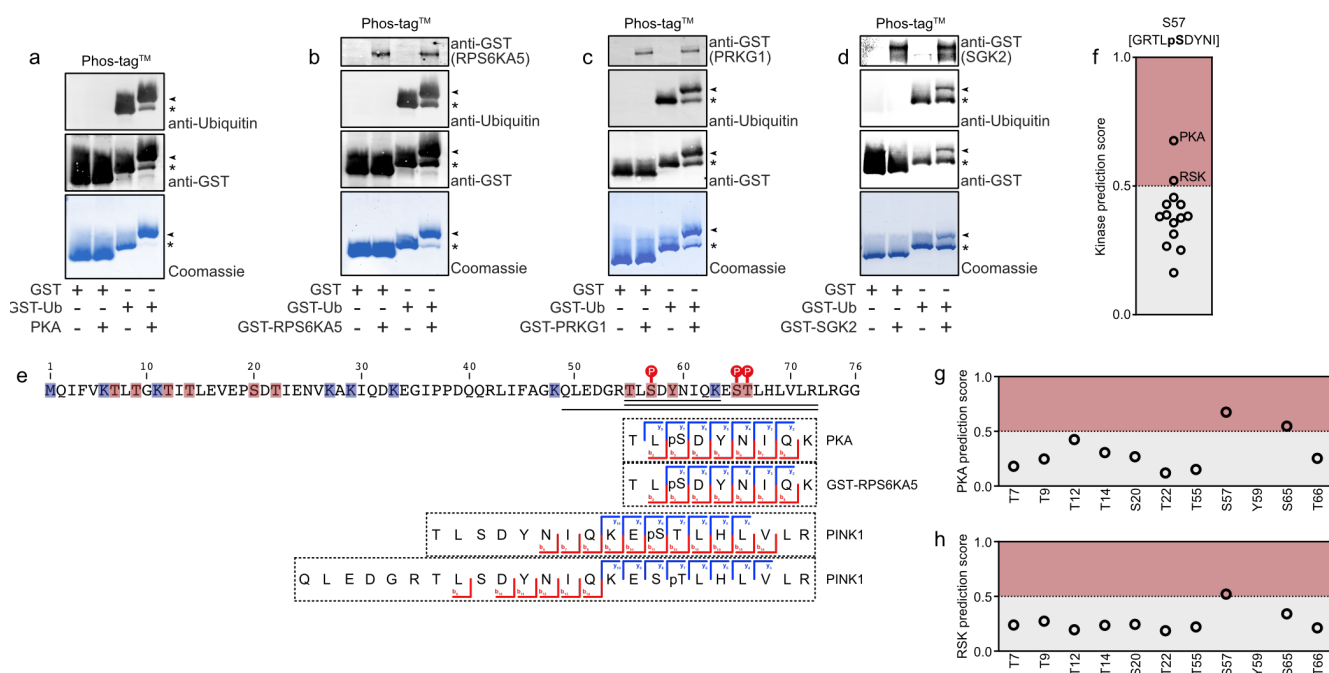 a
Phos-tag™
anti-Ubiquitin
anti-GST
Coomassie
GST + + - -
GST-Ub - - + +
PKA - + - +
b
Phos-tag™
anti-GST
(RPS6KA5)
anti-Ubiquitin
anti-GST
Coomassie
GST + + - -
GST-Ub - - + +
GST-RPS6KA5 - + - +
c
Phos-tag™
anti-GST
(PRKG1)
anti-Ubiquitin
anti-GST
Coomassie
GST + + - -
GST-Ub - - + +
GST-PRKG1 - + - +
d
Phos-tag™
anti-GST
(SGK2)
anti-Ubiquitin
anti-GST
Coomassie
GST + + - -
GST-Ub - - + +
GST-SGK2 - + - +
f
S57
[GRTLpSDYNI]
Kinase prediction score
1.0
0.5
0.0
PKA
RSK
e
1 10 20 30 40 50 60 70 76
P P P
MQIFVKTLTGKTITLEVEPSDTIENVKAKIQDKEGIPPDQQRLIFAGKQLEDGRTLSDYNIQKESTLHLVLRLRGG
T L pS D Y N I Q K PKA
T L pS D Y N I Q K GST-RPS6KA5
T L S D Y N I Q K E pS T L H L V L R PINK1
Q L E D G R T L S D Y N I Q K E S pT L H L V L R PINK1
g
PKA prediction score
1.0
0.5
0.0
T7 T9 T12 T14 S20 T22 T55 S57 Y59 S65 T66
h
RSK prediction score
1.0
0.5
0.0
T7 T9 T12 T14 S20 T22 T55 S57 Y59 S65 T66